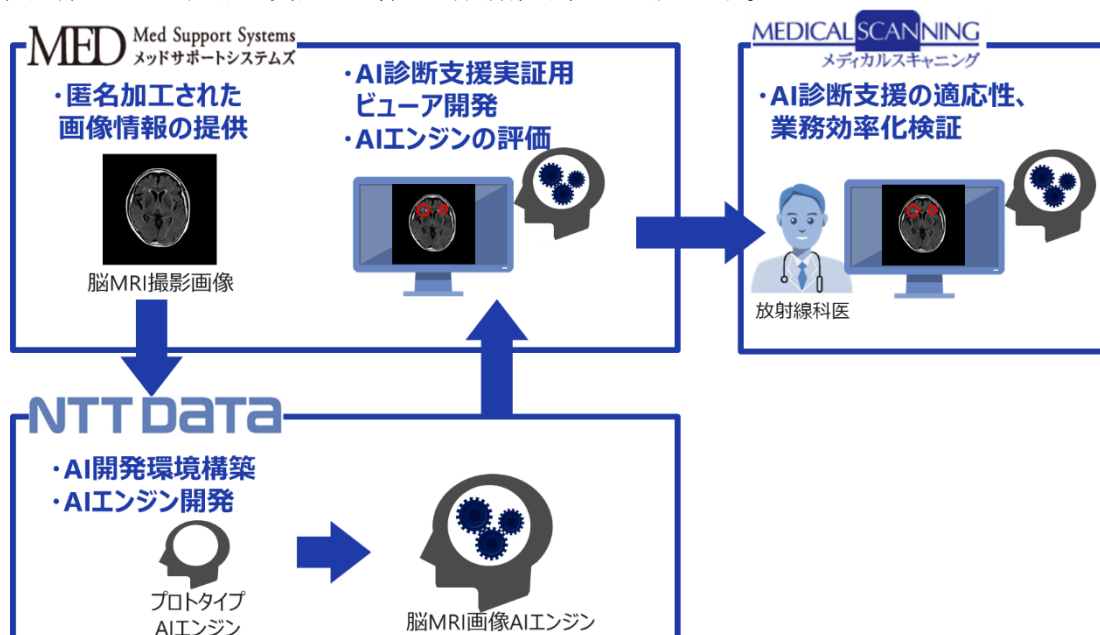 MED Med Support Systems
メッドサポートシステムズ
・匿名加工された
画像情報の提供
脳MRI撮影画像
・AI診断支援実証用
ビューア開発
・AIエンジンの評価
MEDICAL SCANNING
メディカルスキャニング
・AI診断支援の適応性、
業務効率化検証
放射線科医
NTT DATA
・AI開発環境構築
・AIエンジン開発
プロトタイプ
AIエンジン
脳MRI画像AIエンジン